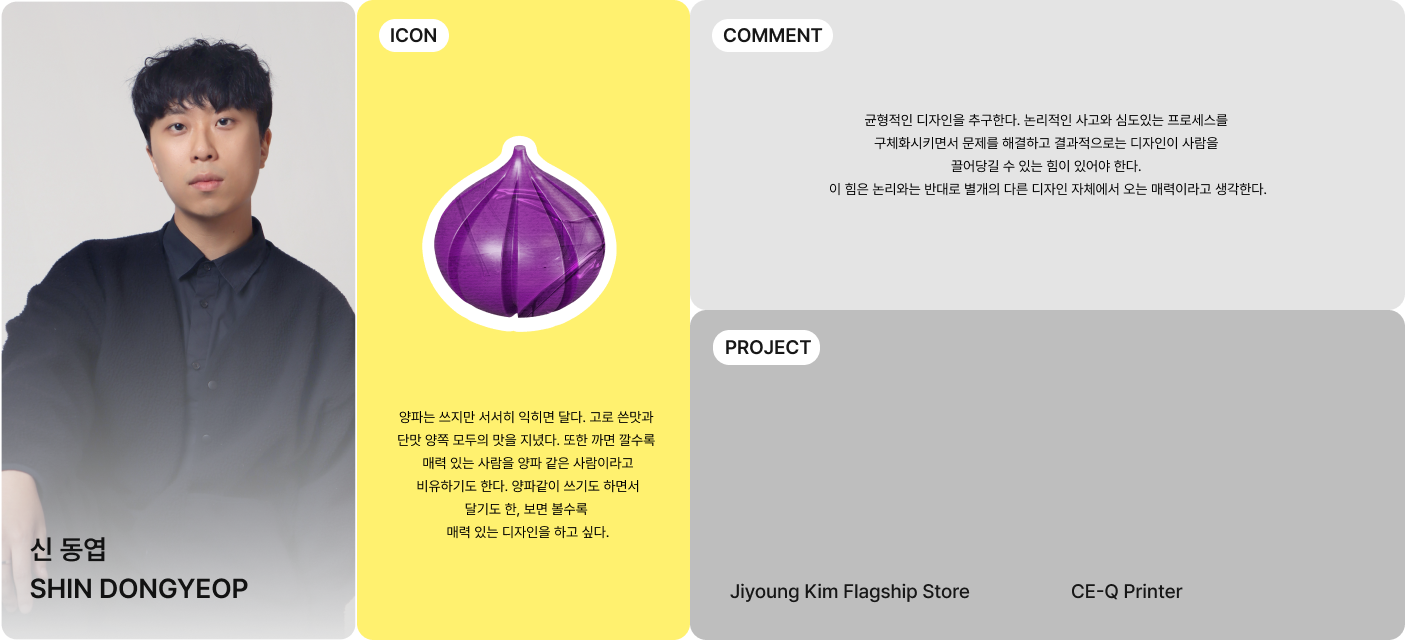 신 동엽
SHIN DONGYEOP
ICON
양파는 쓰지만 서서히 익히면 달다. 고로 쓴맛과
단맛 양쪽 모두의 맛을 지녔다. 또한 까면 깔수록
매력 있는 사람을 양파 같은 사람이라고
비유하기도 한다. 양파같이 쓰기도 하면서
달기도 한, 보면 볼수록
매력 있는 디자인을 하고 싶다.
COMMENT
균형적인 디자인을 추구한다. 논리적인 사고와 심도있는 프로세스를
구체화시키면서 문제를 해결하고 결과적으로는 디자인이 사람을
끌어당길 수 있는 힘이 있어야 한다.
이 힘은 논리와는 반대로 별개의 다른 디자인 자체에서 오는 매력이라고 생각한다.
PROJECT
Jiyoung Kim Flagship Store
CE-Q Printer